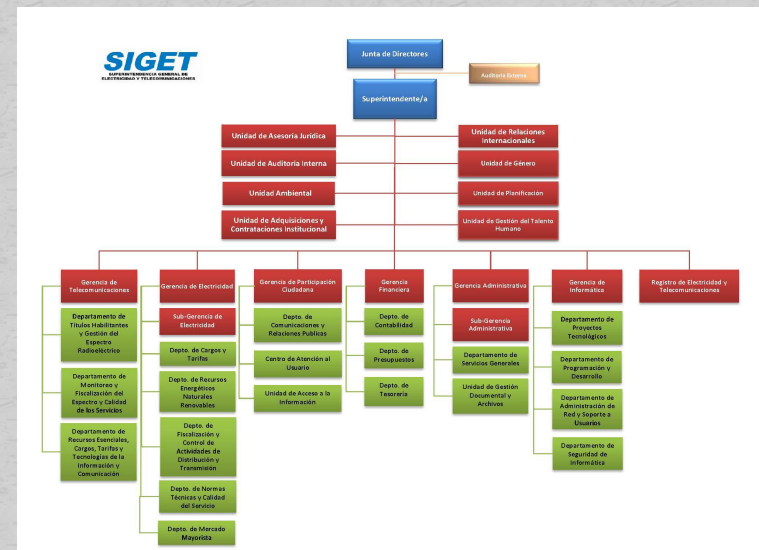 SIGET
SUPERINTENDENCIA GENERAL DE
ELECTRICIDAD Y TELECOMUNICACIONES
Junta de Directores
Auditoria Externa
Superintendente/a
Unidad de Asesoría Jurídica
Unidad de Relaciones
Internacionales
Unidad de Auditoria Interna
Unidad de Género
Unidad Ambiental
Unidad de Planificación
Unidad de Adquisiciones y
Contrataciones Institucional
Unidad de Gestión del Talento
Humano
Gerencia de
Telecomunicaciones
Departamento de
Titulos Habilitantes
y Gestión del
Espectro
Radioeléctrico
Departamento de
Monitoreo y
Fiscalización del
Espectro y Calidad
de los Servicios
Departamento de
Recursos Esenciales,
Cargos, Tarifas y
Tecnologías de la
Información y
Comunicación
Gerencia de Electricidad
Sub-Gerencia de
Electricidad
Depto. de Cargos y
Tarifos
Depto. de Recursos
Energéticos
Naturales
Renovables
Depto. de
Fiscalización y
Control de
Actividades de
Distribución y
Transmisión
Depto. de Normas
Técnicas y Calidad
del Servicio
Depto. de Mercado
Mayorista
Gerencia de Participación
Ciudadana
Depto. de
Comunicaciones y
Relaciones Publicas
Centro de Atención al
Usuario
Unidad de Acceso a la
Información
Gerencia
Financiera
Depto. de
Contabilidad
Depto. de
Presupuestos
Depto. de
Tesorería
Gerencia Administrativa
Sub-Gerencia
Administrativa
Departamento de
Servicios Generales
Unidad de Gestión
Documental y
Archivos
Gerencia de
Informática
Departamento de
Proyectos
Tecnológicos
Departamento de
Programación y
Desarrollo
Departamento de
Administración de
Red y Soporte a
Usuarios
Departamento de
Seguridad de
Informática
Registro de Electricidad y
Telecomunicaciones